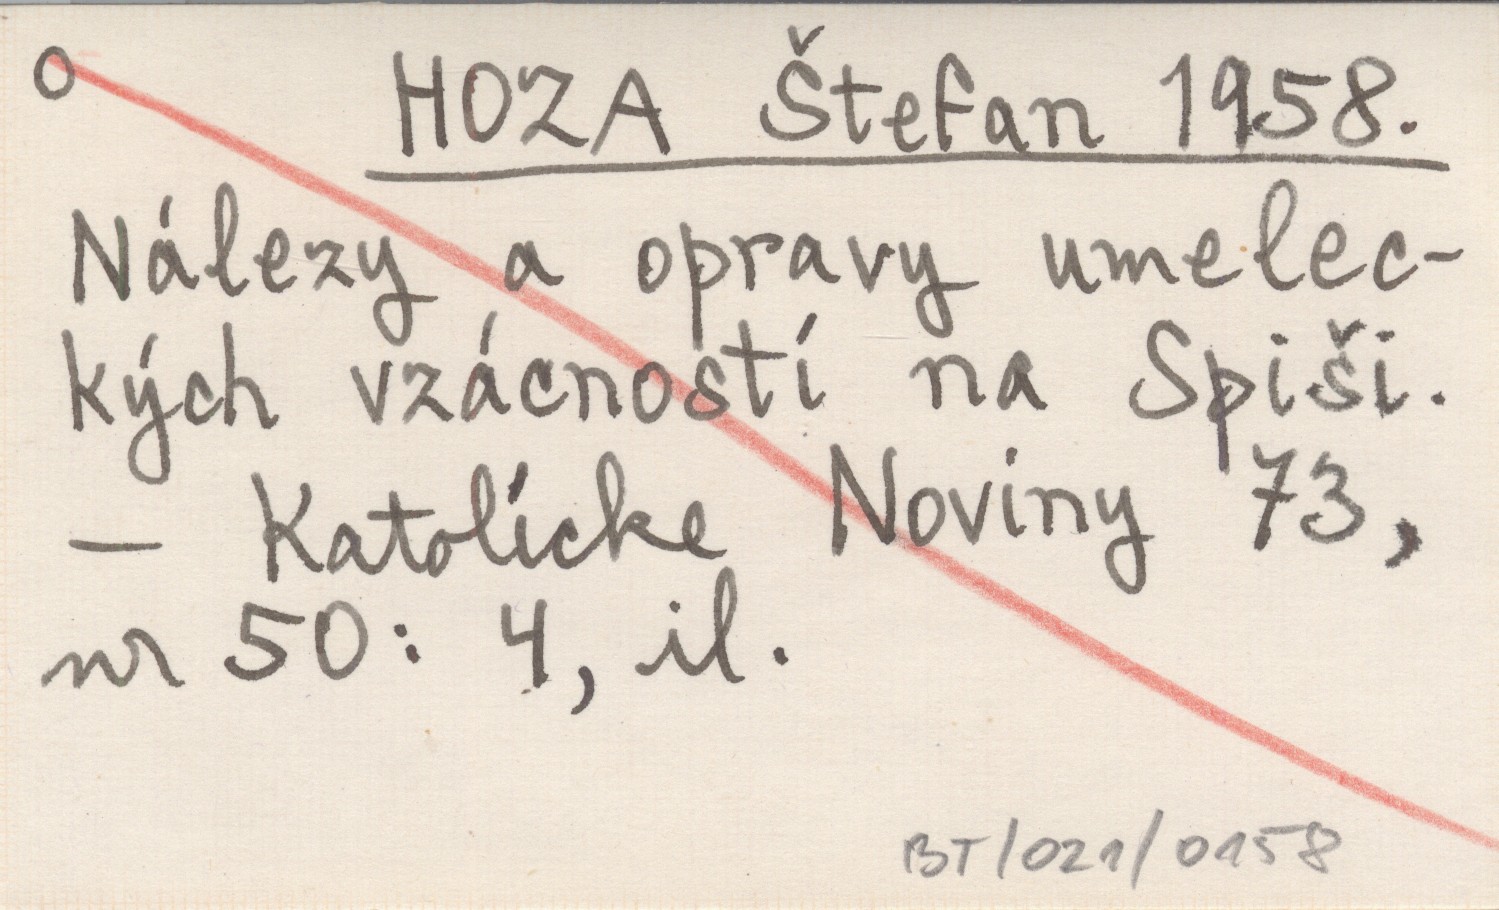 o HOZA Štefan 1958.
Nálezy a opravy umelec-
kých vzácností na Spiši.
— Katolícke Noviny 73,
nr 50: 4, il.
BT/021/0158